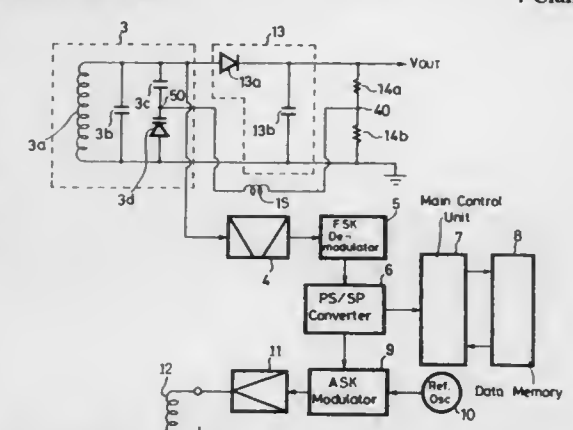 3
13
VOUT
13a
14a
3c
50
40
3b
13b
14b
3a
3d
15
Main Control
Unit
5
FSK
De-
modulator
7
8
4
6
PS/SP
Converter
9
12
11
ASK
Modulator
Ref.
Osc
Data Memory
10